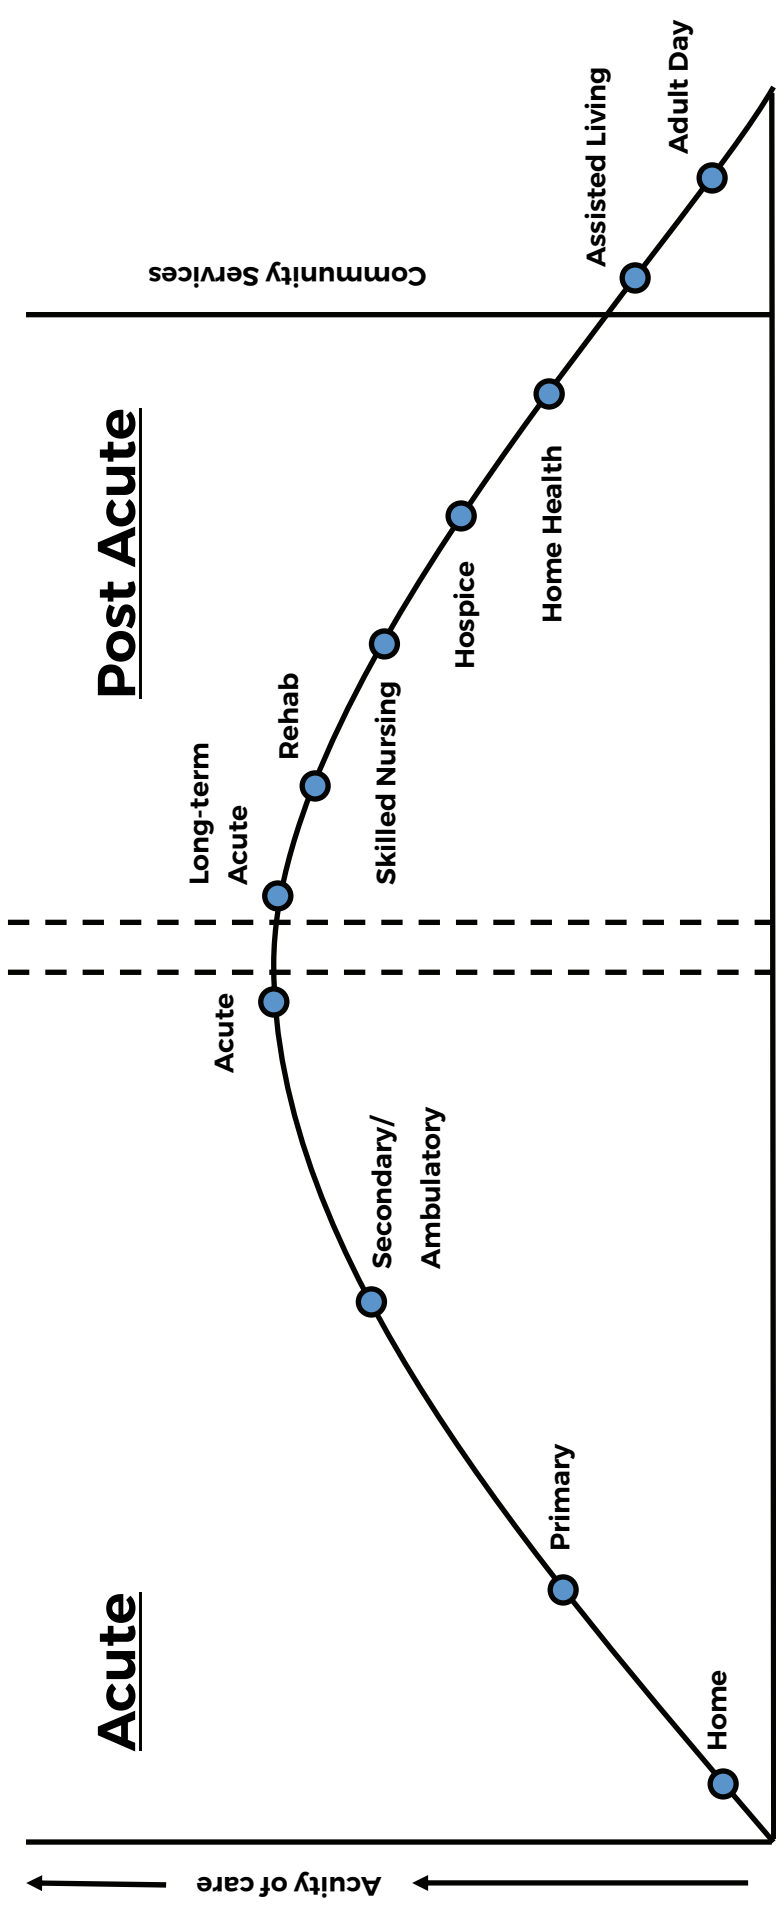 Acuity of care
Acute
Post Acute
Home
Primary
Secondary/
Ambulatory
Acute
Long-term
Acute
Rehab
Skilled Nursing
Hospice
Home Health
Community Services
Assisted Living
Adult Day